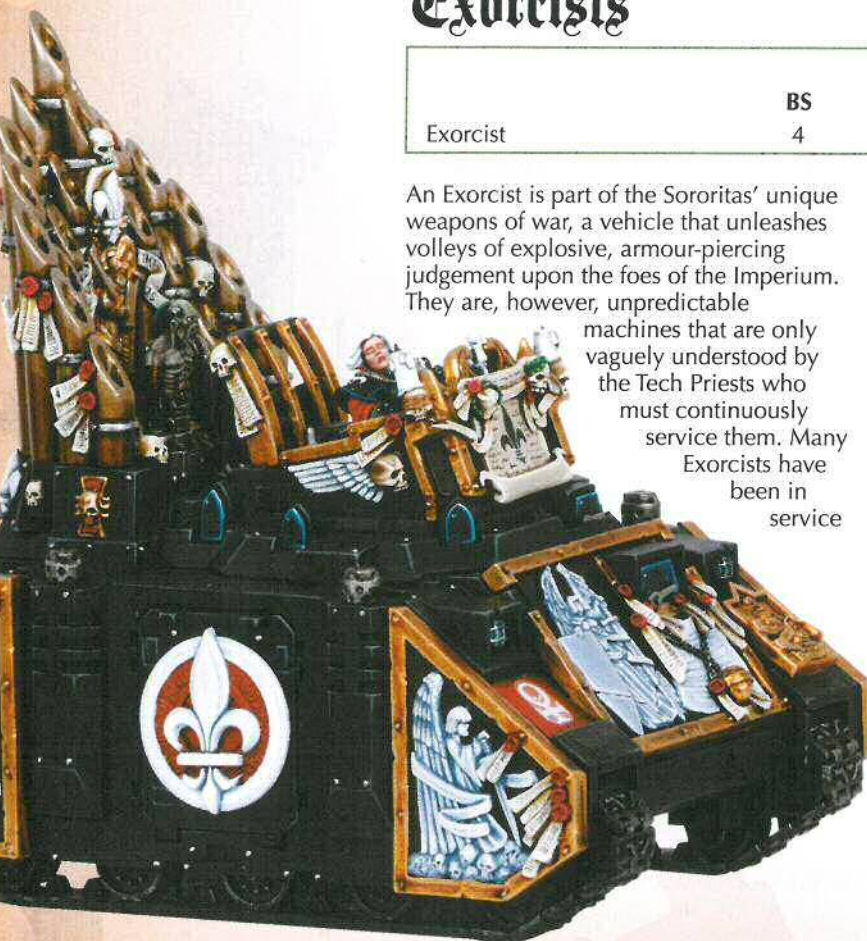 Exorcists
BS
Exorcist 4
An Exorcist is part of the Sororitas' unique
weapons of war, a vehicle that unleashes
volleys of explosive, armour-piercing
judgement upon the foes of the Imperium.
They are, however, unpredictable
machines that are only
vaguely understood by
the Tech Priests who
must continuously
service them. Many
Exorcists have
been in
service